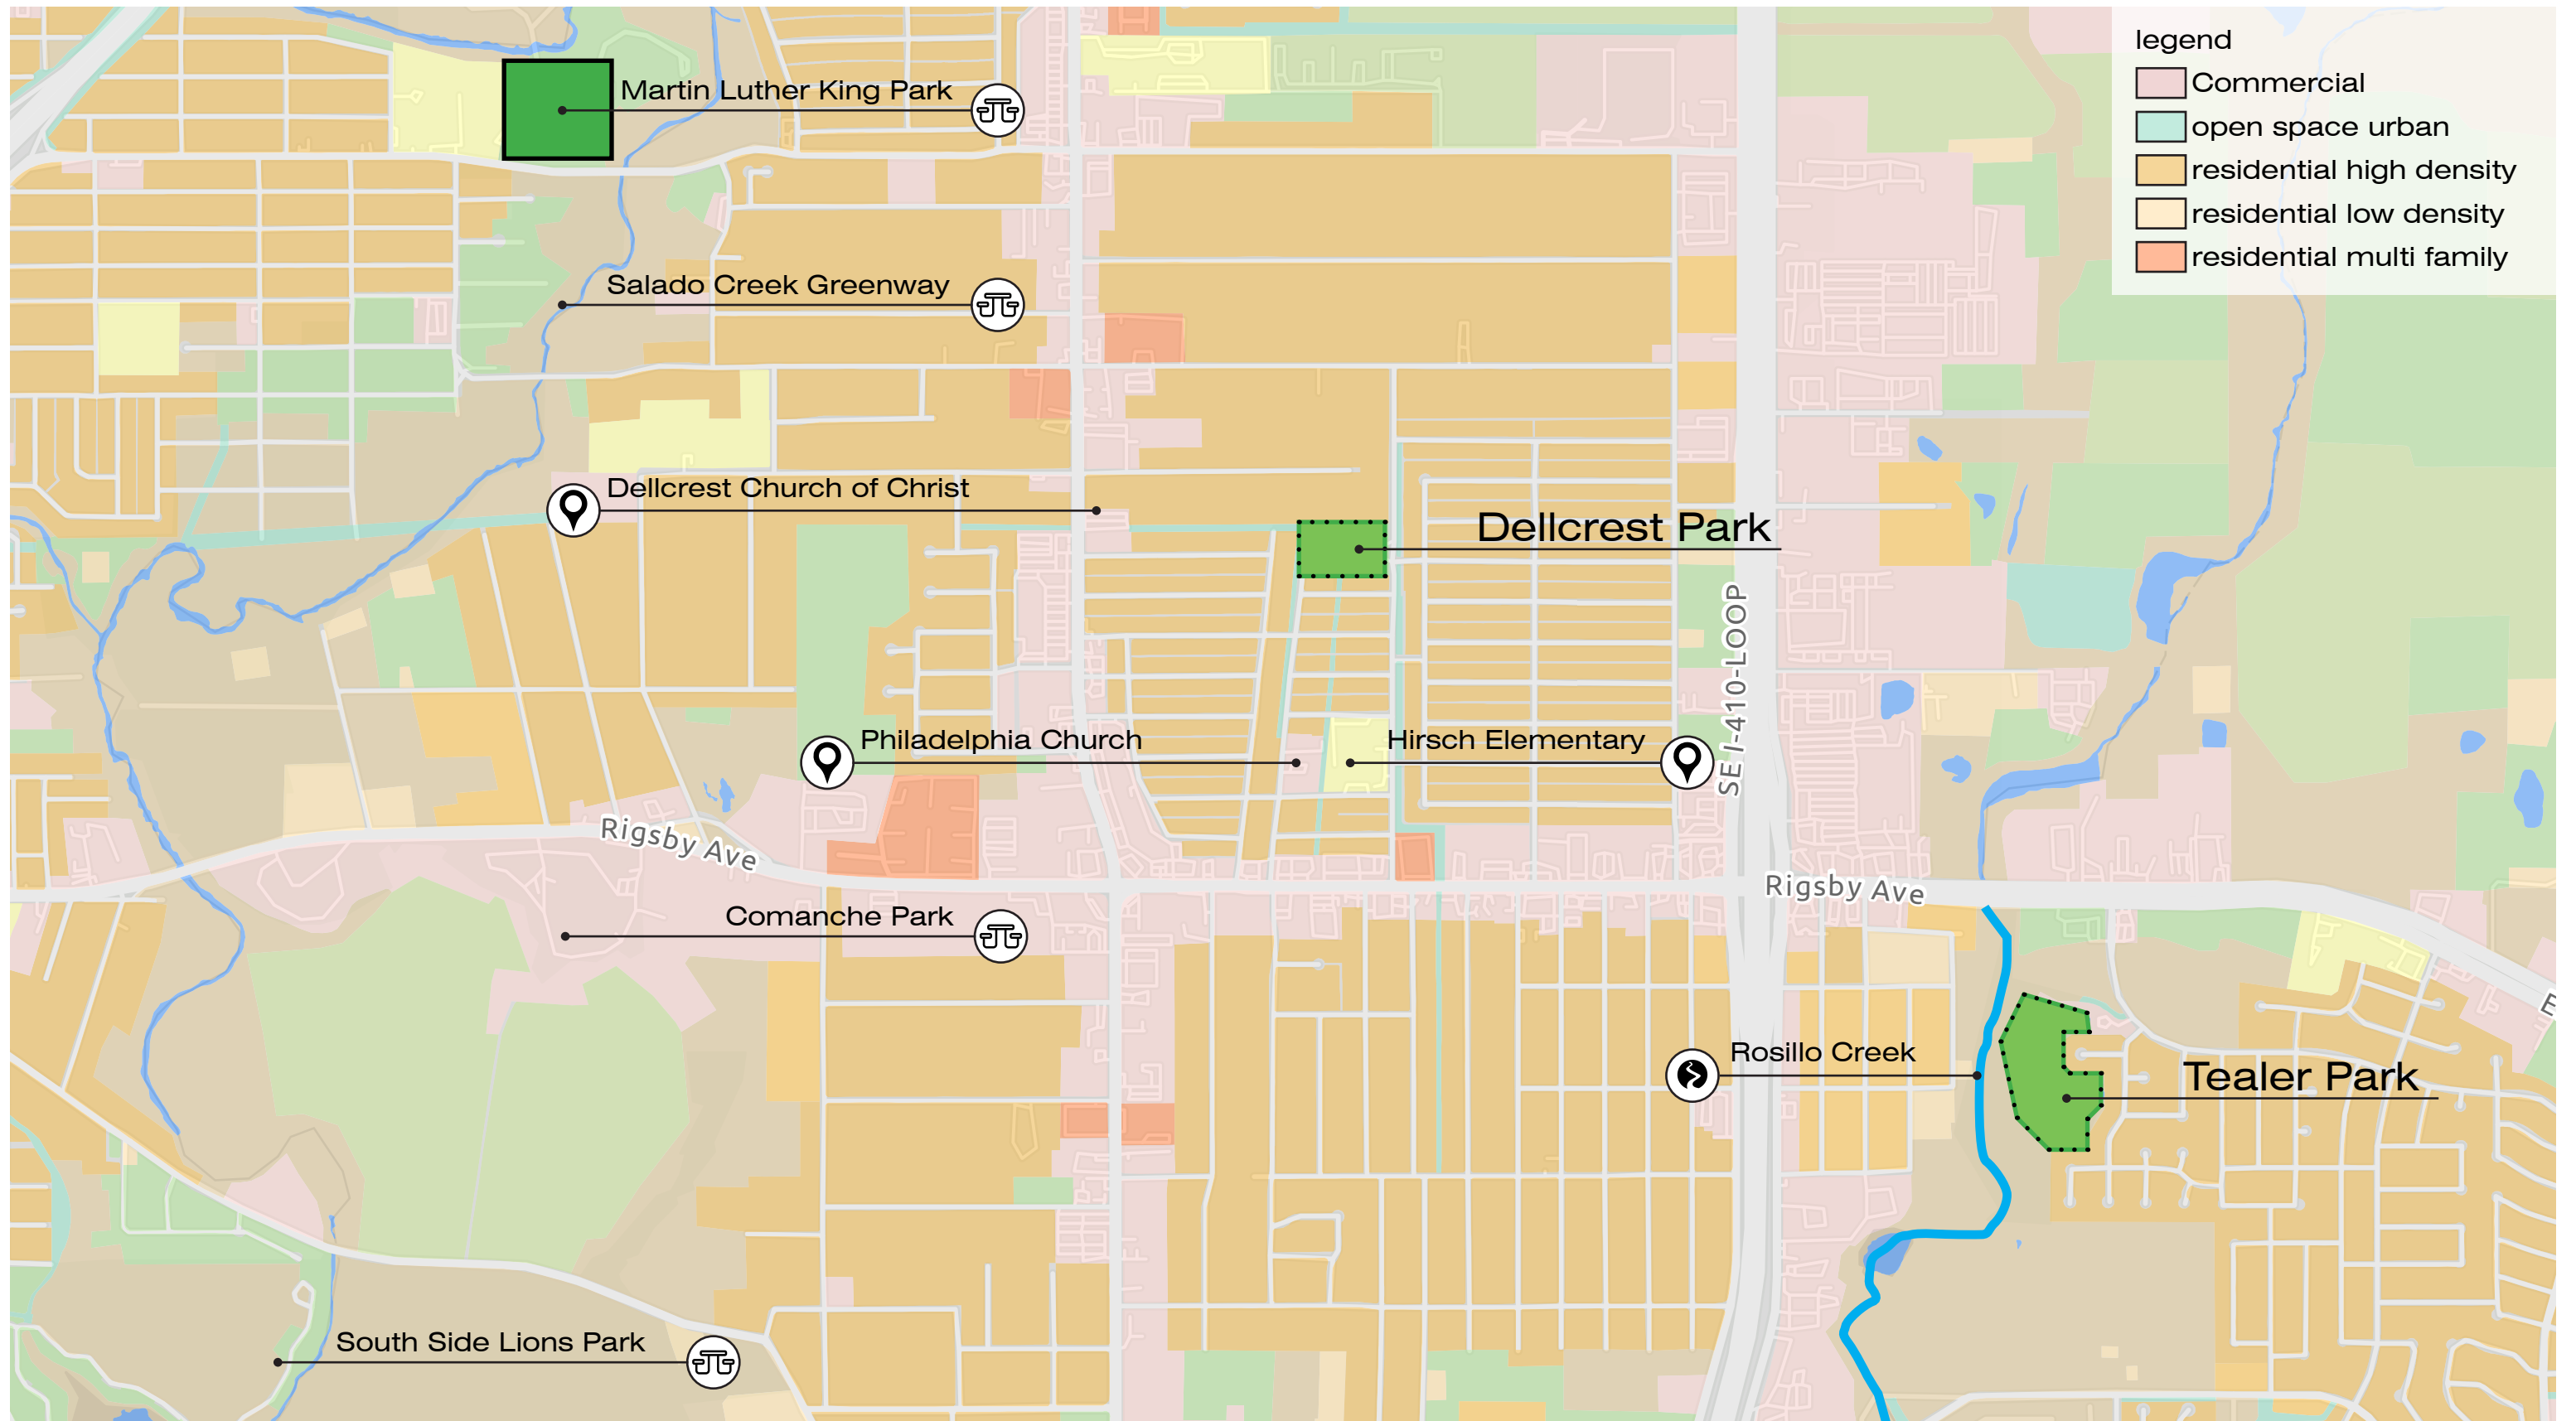 legend
Commercial
open space urban
residential high density
residential low density
residential multi family
Martin Luther King Park
Salado Creek Greenway
Dellcrest Church of Christ
Dellcrest Park
SE I-410-LOOP
Philadelphia Church
Hirsch Elementary
Rigsby Ave
Rigsby Ave
Comanche Park
E
Rosillo Creek
Tealer Park
South Side Lions Park